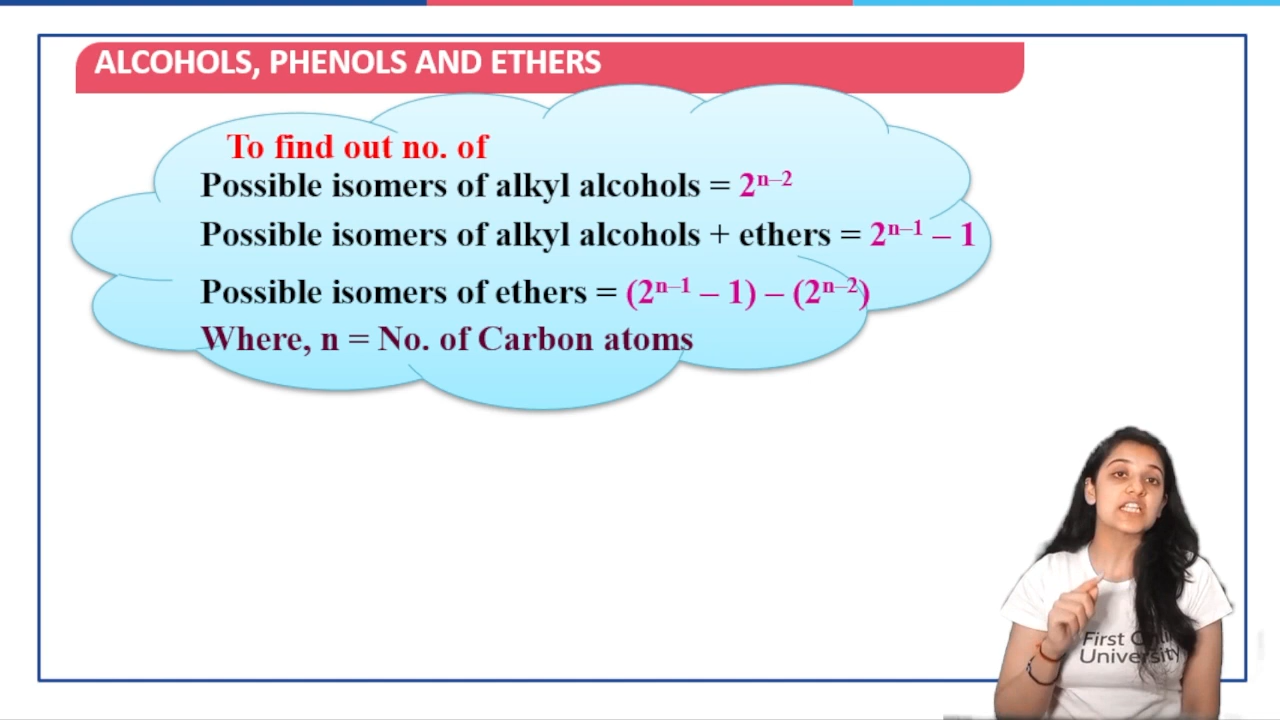 ALCOHOLS, PHENOLS AND ETHERS
To find out no. of
Possible isomers of alkyl alcohols = 2ⁿ⁻²
Possible isomers of alkyl alcohols + ethers = 2ⁿ⁻¹ – 1
Possible isomers of ethers = (2ⁿ⁻¹ – 1) – (2ⁿ⁻²)
Where, n = No. of Carbon atoms
First
University